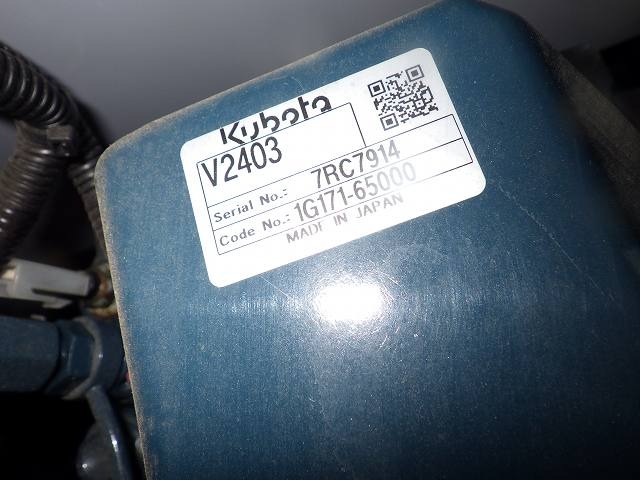 Kubota
V2403
Serial No.: 7RC7914
Code No.: 1G171-65000
MADE IN JAPAN